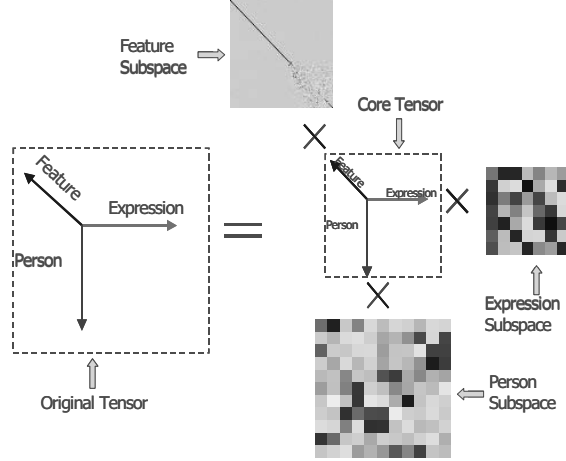 Feature
Subspace
Core Tensor
Feature
Expression
Person
Feature
Expression
Person
Expression
Subspace
Person
Subspace
Original Tensor